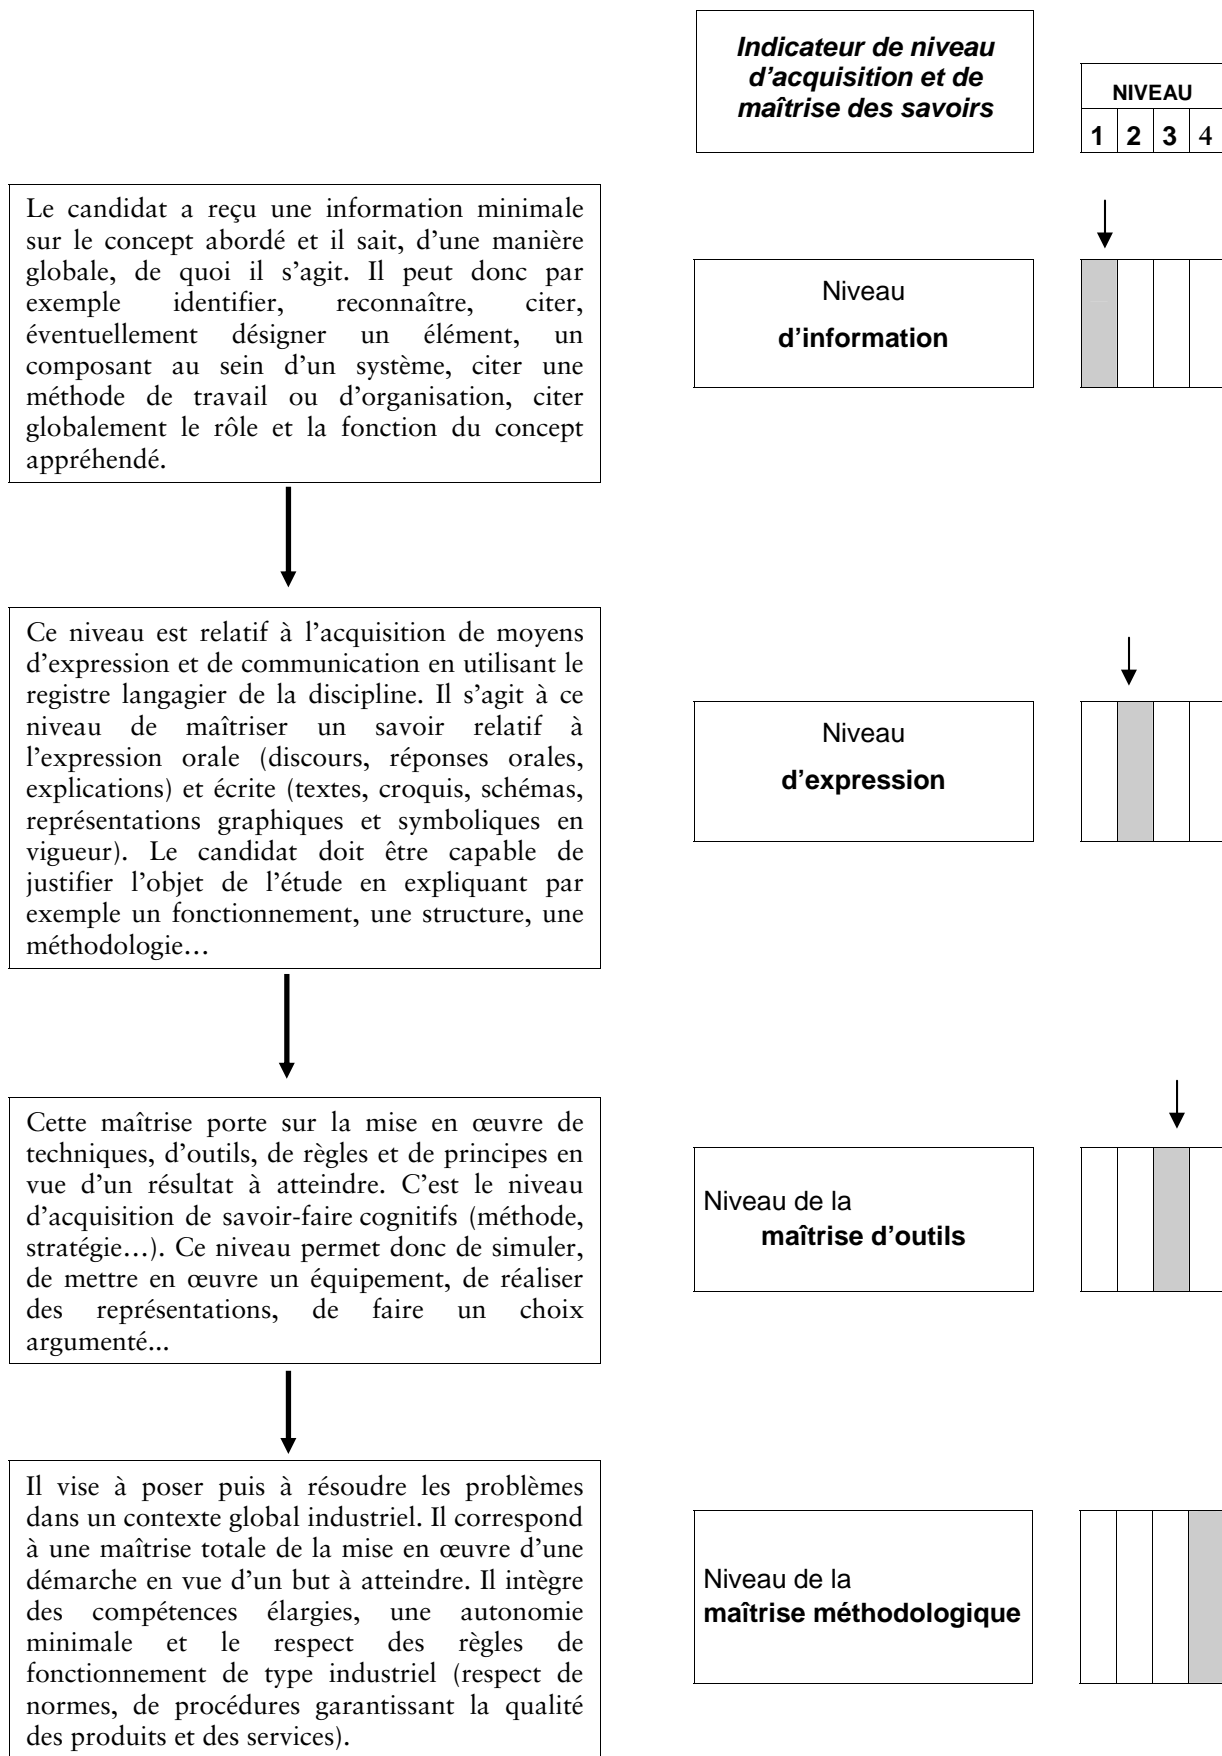 Indicateur de niveau
d’acquisition et de
maîtrise des savoirs
NIVEAU
1 2 3 4
Le candidat a reçu une information minimale
sur le concept abordé et il sait, d’une manière
globale, de quoi il s’agit. Il peut donc par
exemple identifier, reconnaître, citer,
éventuellement désigner un élément, un
composant au sein d’un système, citer une
méthode de travail ou d’organisation, citer
globalement le rôle et la fonction du concept
appréhendé.
Niveau
d’information
Ce niveau est relatif à l’acquisition de moyens
d’expression et de communication en utilisant le
registre langagier de la discipline. Il s’agit à ce
niveau de maîtriser un savoir relatif à
l’expression orale (discours, réponses orales,
explications) et écrite (textes, croquis, schémas,
représentations graphiques et symboliques en
vigueur). Le candidat doit être capable de
justifier l’objet de l’étude en expliquant par
exemple un fonctionnement, une structure, une
méthodologie…
Niveau
d’expression
Cette maîtrise porte sur la mise en œuvre de
techniques, d’outils, de règles et de principes en
vue d’un résultat à atteindre. C’est le niveau
d’acquisition de savoir-faire cognitifs (méthode,
stratégie…). Ce niveau permet donc de simuler,
de mettre en œuvre un équipement, de réaliser
des représentations, de faire un choix
argumenté...
Niveau de la
maîtrise d’outils
Il vise à poser puis à résoudre les problèmes
dans un contexte global industriel. Il correspond
à une maîtrise totale de la mise en œuvre d’une
démarche en vue d’un but à atteindre. Il intègre
des compétences élargies, une autonomie
minimale et le respect des règles de
fonctionnement de type industriel (respect de
normes, de procédures garantissant la qualité
des produits et des services).
Niveau de la
maîtrise méthodologique